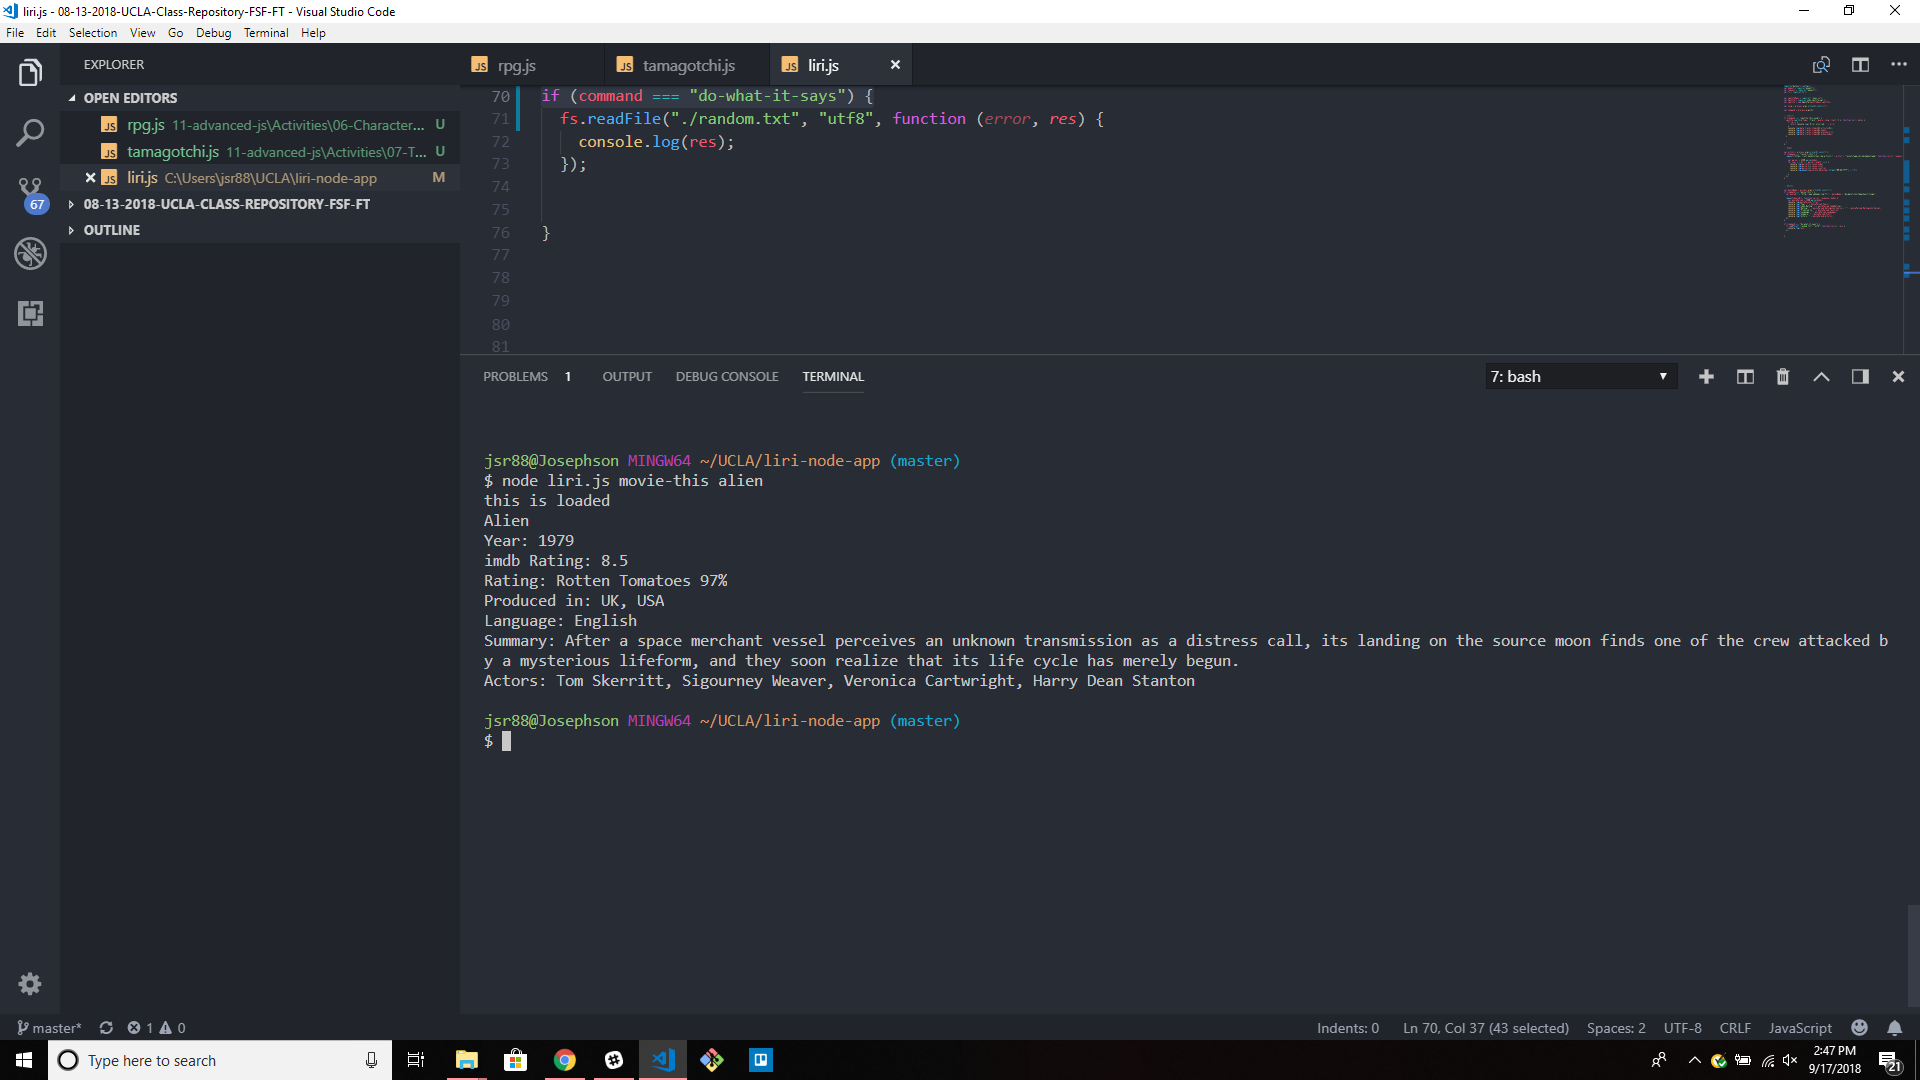 liri.js - 08-13-2018-UCLA-Class-Repository-FSF-FT - Visual Studio Code
File Edit Selection View Go Debug Terminal Help
EXPLORER
OPEN EDITORS
JS rpg.js 11-advanced-js\Activities\06-Character... U
JS tamagotchi.js 11-advanced-js\Activities\07-T... U
JS liri.js C:\Users\jsr88\UCLA\liri-node-app M
08-13-2018-UCLA-CLASS-REPOSITORY-FSF-FT
OUTLINE
67
JS rpg.js JS tamagotchi.js JS liri.js
70 if (command === "do-what-it-says") {
71 fs.readFile("./random.txt", "utf8", function (error, res) {
72 console.log(res);
73 });
74
75
76 }
77
78
79
80
81
PROBLEMS 1 OUTPUT DEBUG CONSOLE TERMINAL 7: bash
jsr88@Josephson MINGW64 ~/UCLA/liri-node-app (master)
$ node liri.js movie-this alien
this is loaded
Alien
Year: 1979
imdb Rating: 8.5
Rating: Rotten Tomatoes 97%
Produced in: UK, USA
Language: English
Summary: After a space merchant vessel perceives an unknown transmission as a distress call, its landing on the source moon finds one of the crew attacked b
y a mysterious lifeform, and they soon realize that its life cycle has merely begun.
Actors: Tom Skerritt, Sigourney Weaver, Veronica Cartwright, Harry Dean Stanton
jsr88@Josephson MINGW64 ~/UCLA/liri-node-app (master)
$
master* 1 0 Indents: 0 Ln 70, Col 37 (43 selected) Spaces: 2 UTF-8 CRLF JavaScript
Type here to search
2:47 PM
9/17/2018
21